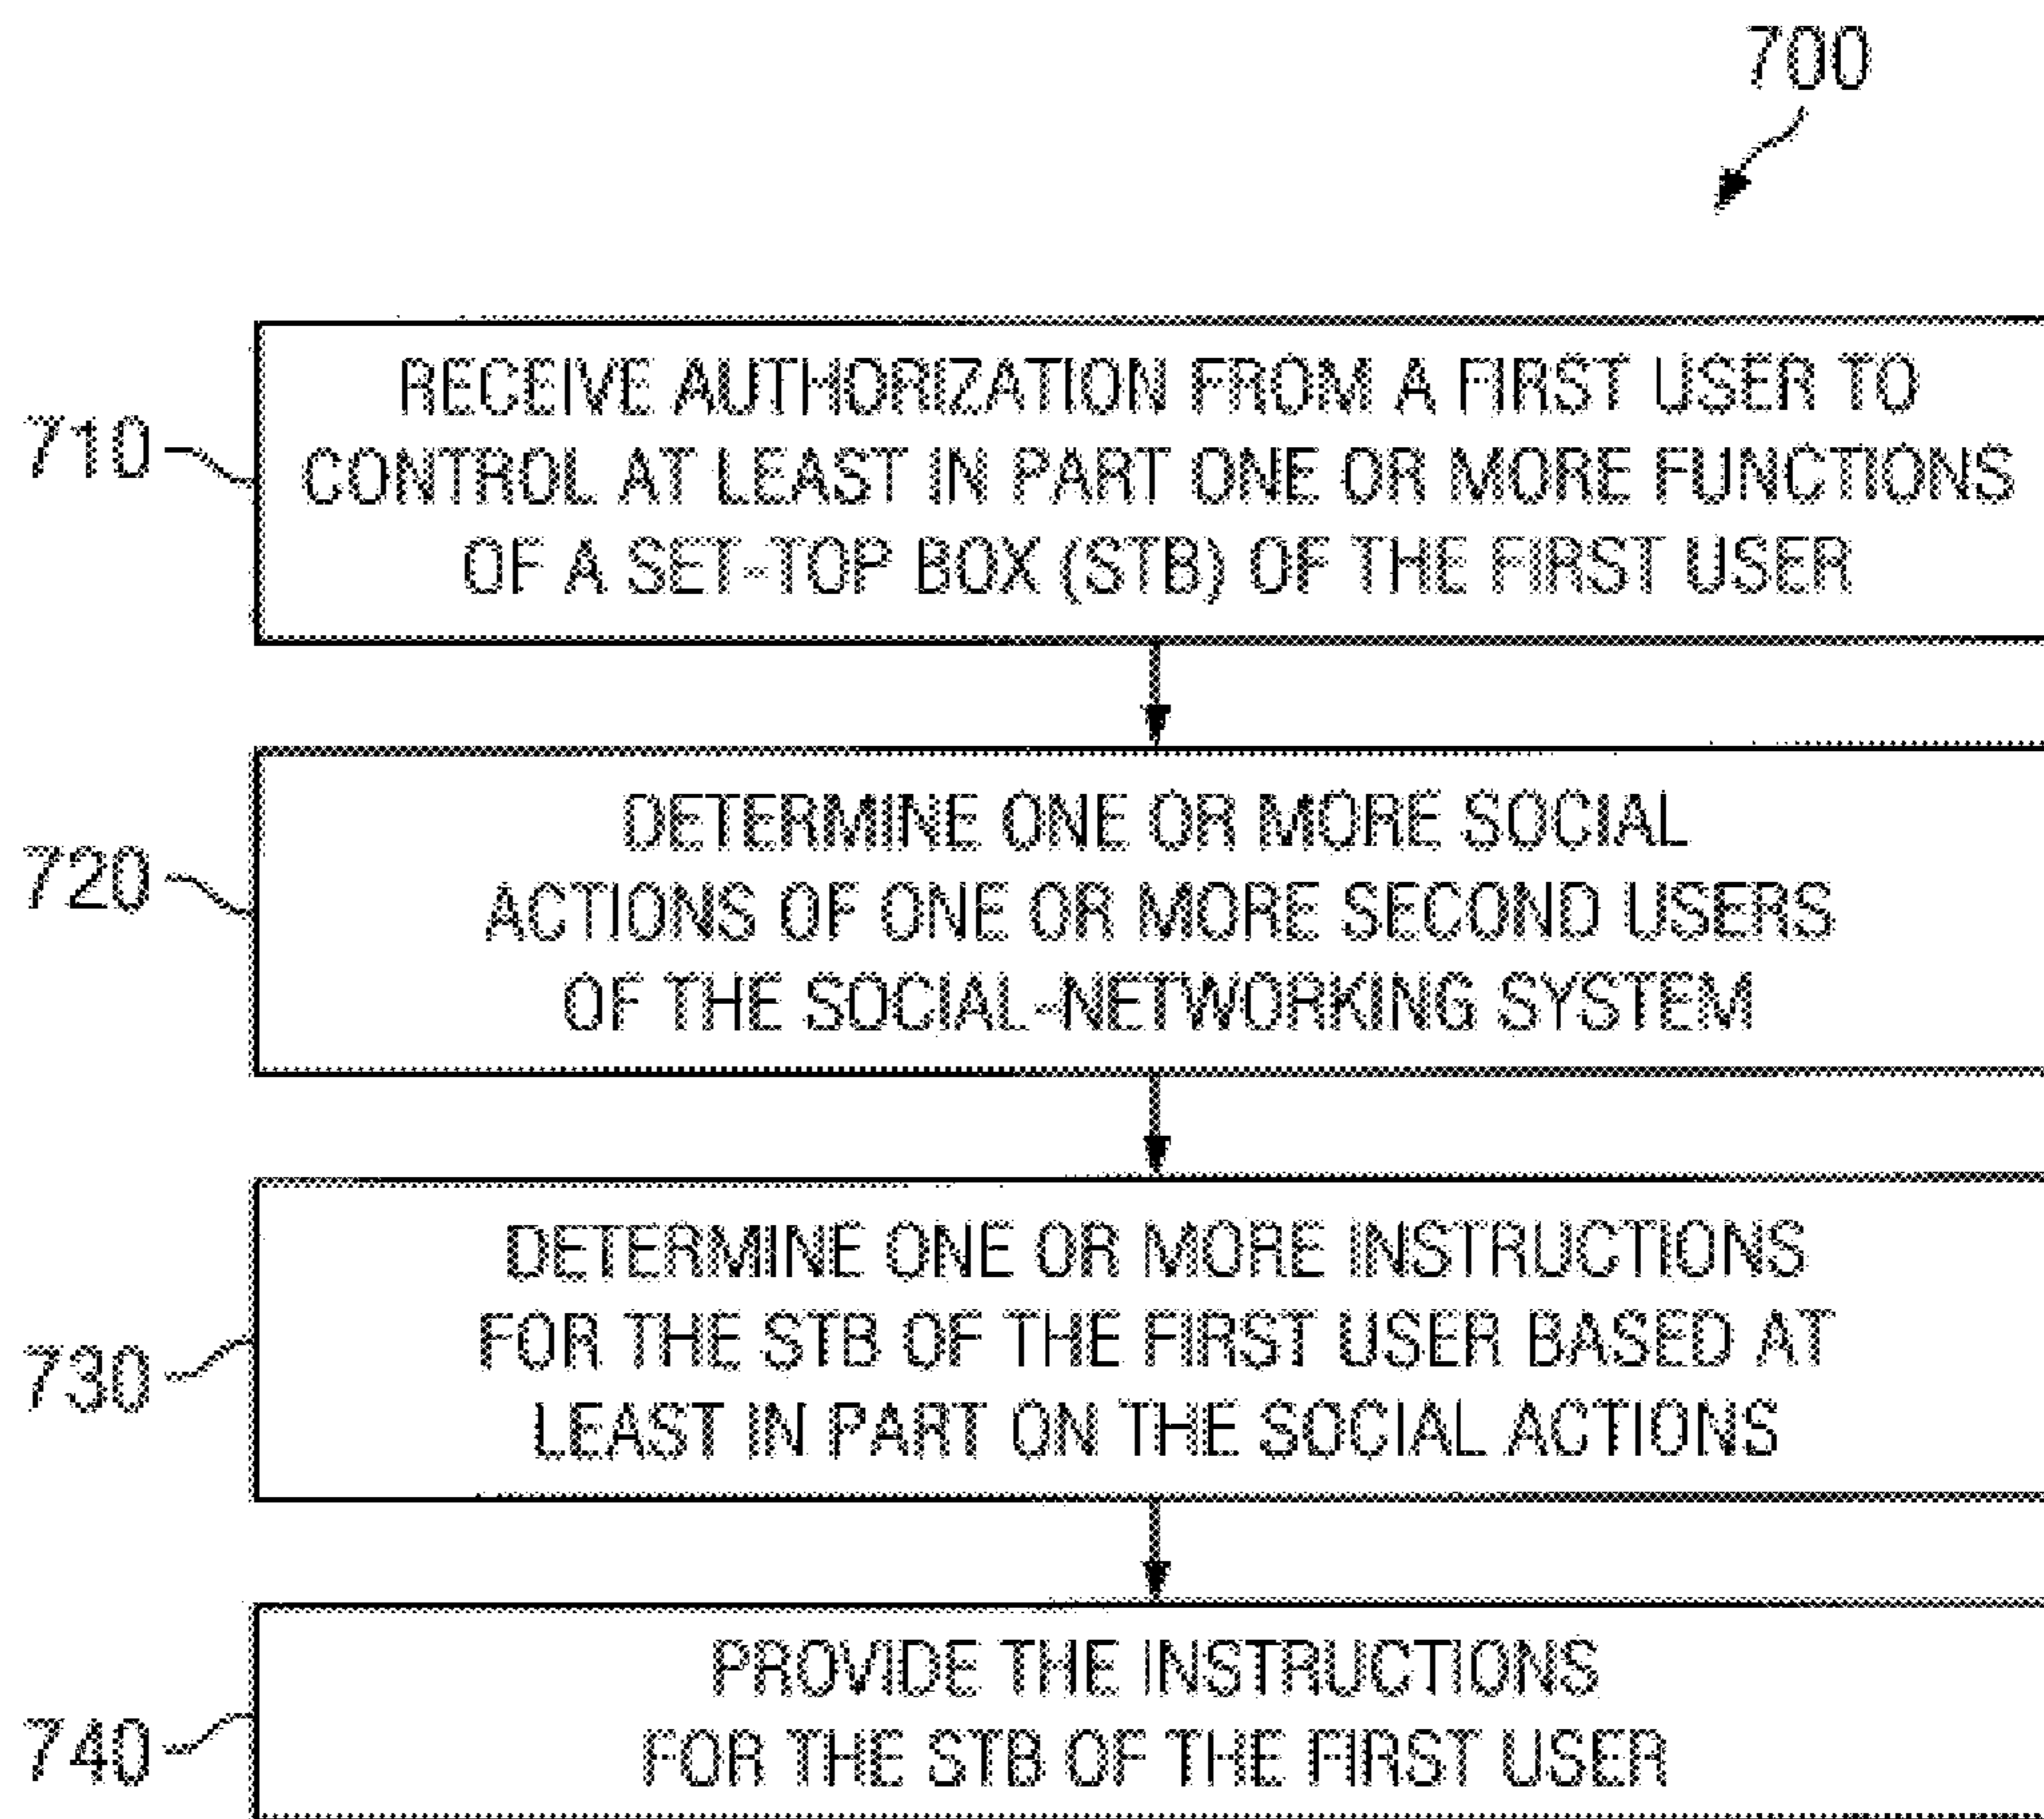 700
710
RECEIVE AUTHORIZATION FROM A FIRST USER TO
CONTROL AT LEAST IN PART ONE OR MORE FUNCTIONS
OF A SET-TOP BOX (STB) OF THE FIRST USER
720
DETERMINE ONE OR MORE SOCIAL
ACTIONS OF ONE OR MORE SECOND USERS
OF THE SOCIAL-NETWORKING SYSTEM
730
DETERMINE ONE OR MORE INSTRUCTIONS
FOR THE STB OF THE FIRST USER BASED AT
LEAST IN PART ON THE SOCIAL ACTIONS
740
PROVIDE THE INSTRUCTIONS
FOR THE STB OF THE FIRST USER